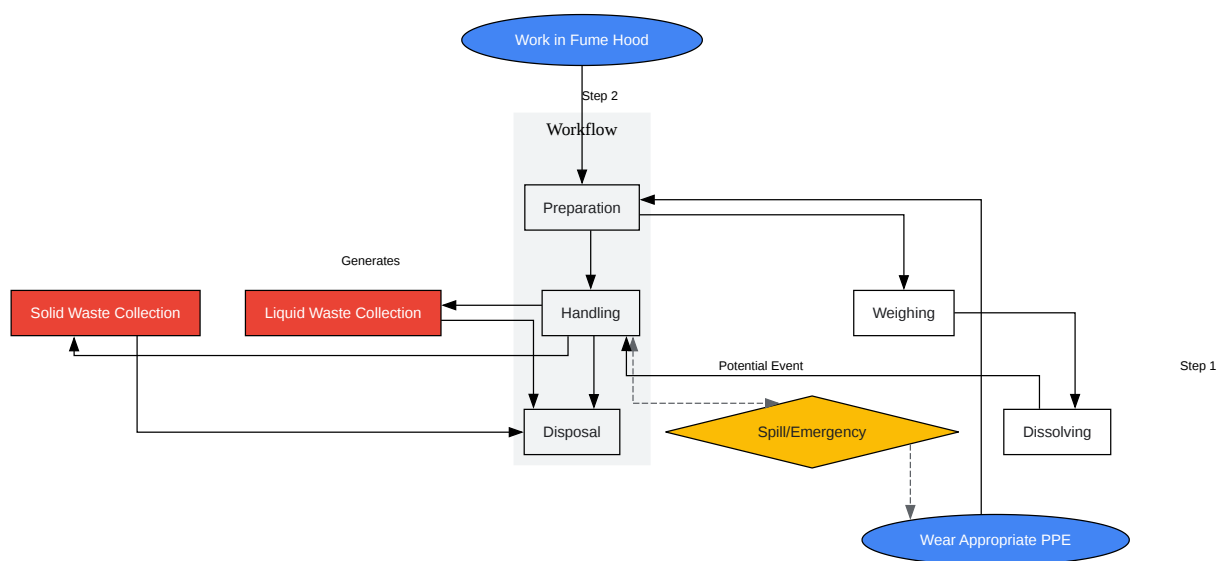 Work in Fume Hood
Step 2
Workflow
Preparation
Generates
Solid Waste Collection
Liquid Waste Collection
Handling
Weighing
Potential Event
Step 1
Disposal
Spill/Emergency
Dissolving
Wear Appropriate PPE